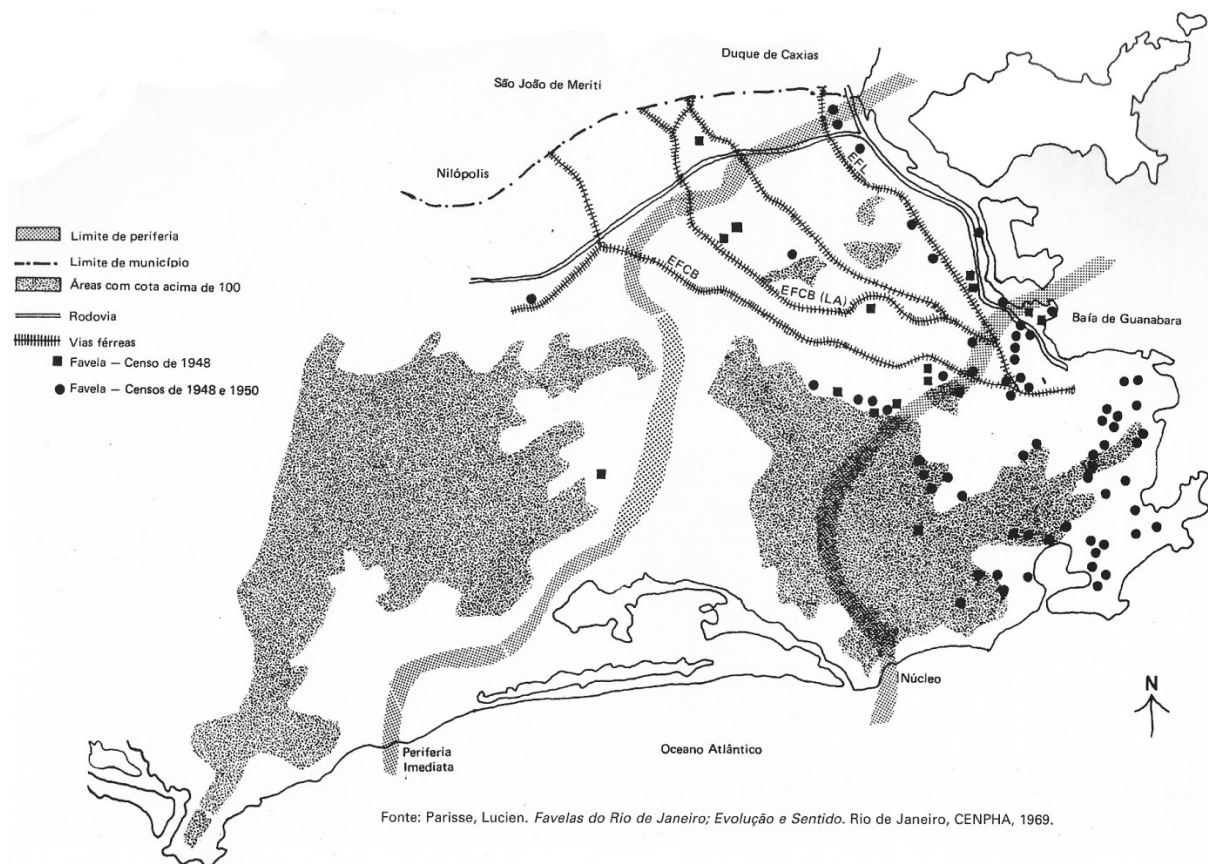 Duque de Caxias
São João de Meriti
Nilópolis
Limite de periferia
Limite de município
Áreas com cota acima de 100
Rodovia
Vias férreas
Favela — Censo de 1948
Favela — Censos de 1948 e 1950
EFL
EFCB
EFCB (LA)
Baía de Guanabara
Núcleo
N
Periferia
Imediata
Oceano Atlântico
Fonte: Parisse, Lucien. Favelas do Rio de Janeiro; Evolução e Sentido. Rio de Janeiro, CENPHA, 1969.